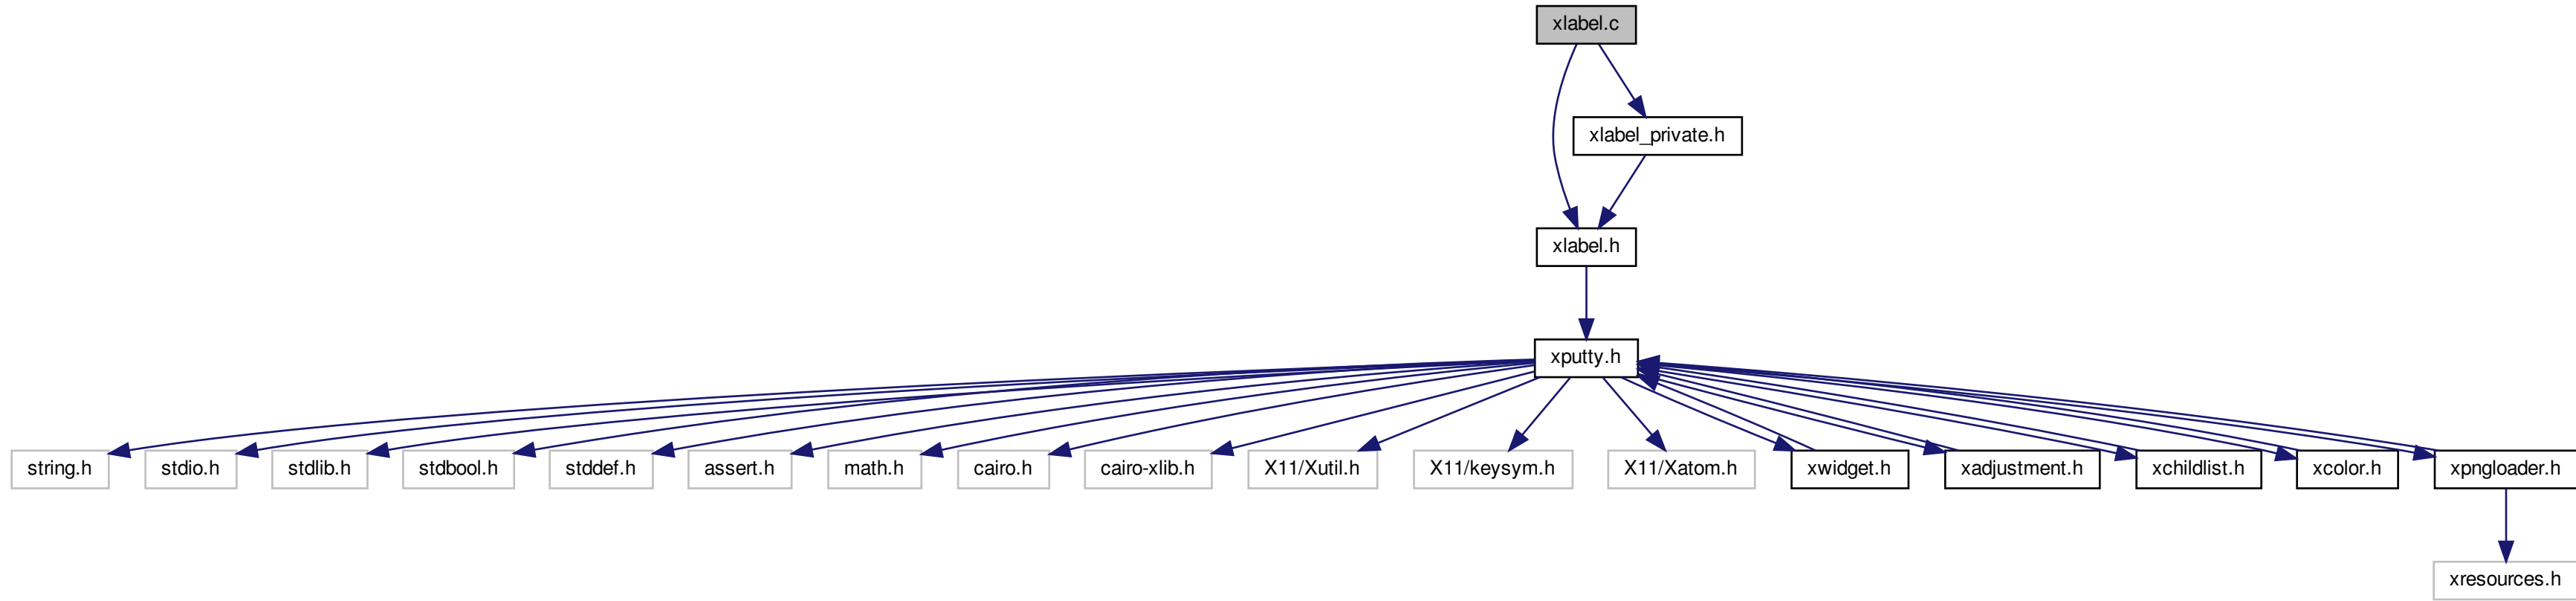 xlabel.c
xlabel_private.h
xlabel.h
xputty.h
string.h
stdio.h
stdlib.h
stdbool.h
stddef.h
assert.h
math.h
cairo.h
cairo-xlib.h
X11/Xutil.h
X11/keysym.h
X11/Xatom.h
xwidget.h
xadjustment.h
xchildlist.h
xcolor.h
xpngloader.h
xresources.h